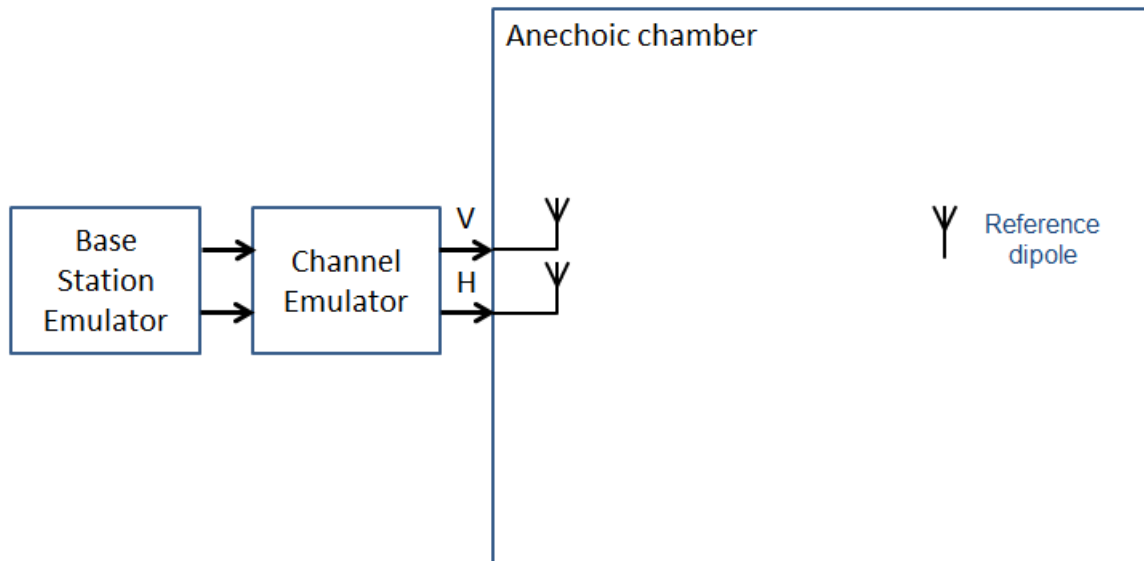 Anechoic chamber
Base
Station
Emulator
Channel
Emulator
V
H
Reference
dipole